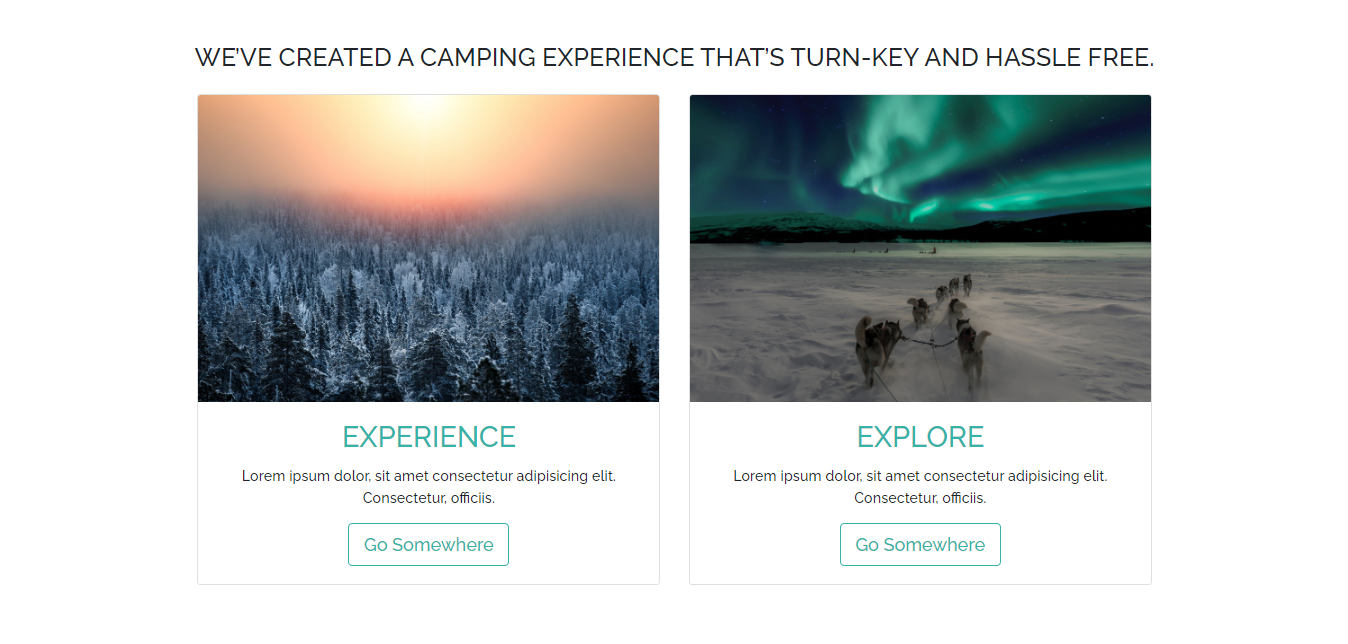 WE’VE CREATED A CAMPING EXPERIENCE THAT’S TURN-KEY AND HASSLE FREE.
EXPERIENCE
Lorem ipsum dolor, sit amet consectetur adipisicing elit.
Consectetur, officiis.
Go Somewhere
EXPLORE
Lorem ipsum dolor, sit amet consectetur adipisicing elit.
Consectetur, officiis.
Go Somewhere